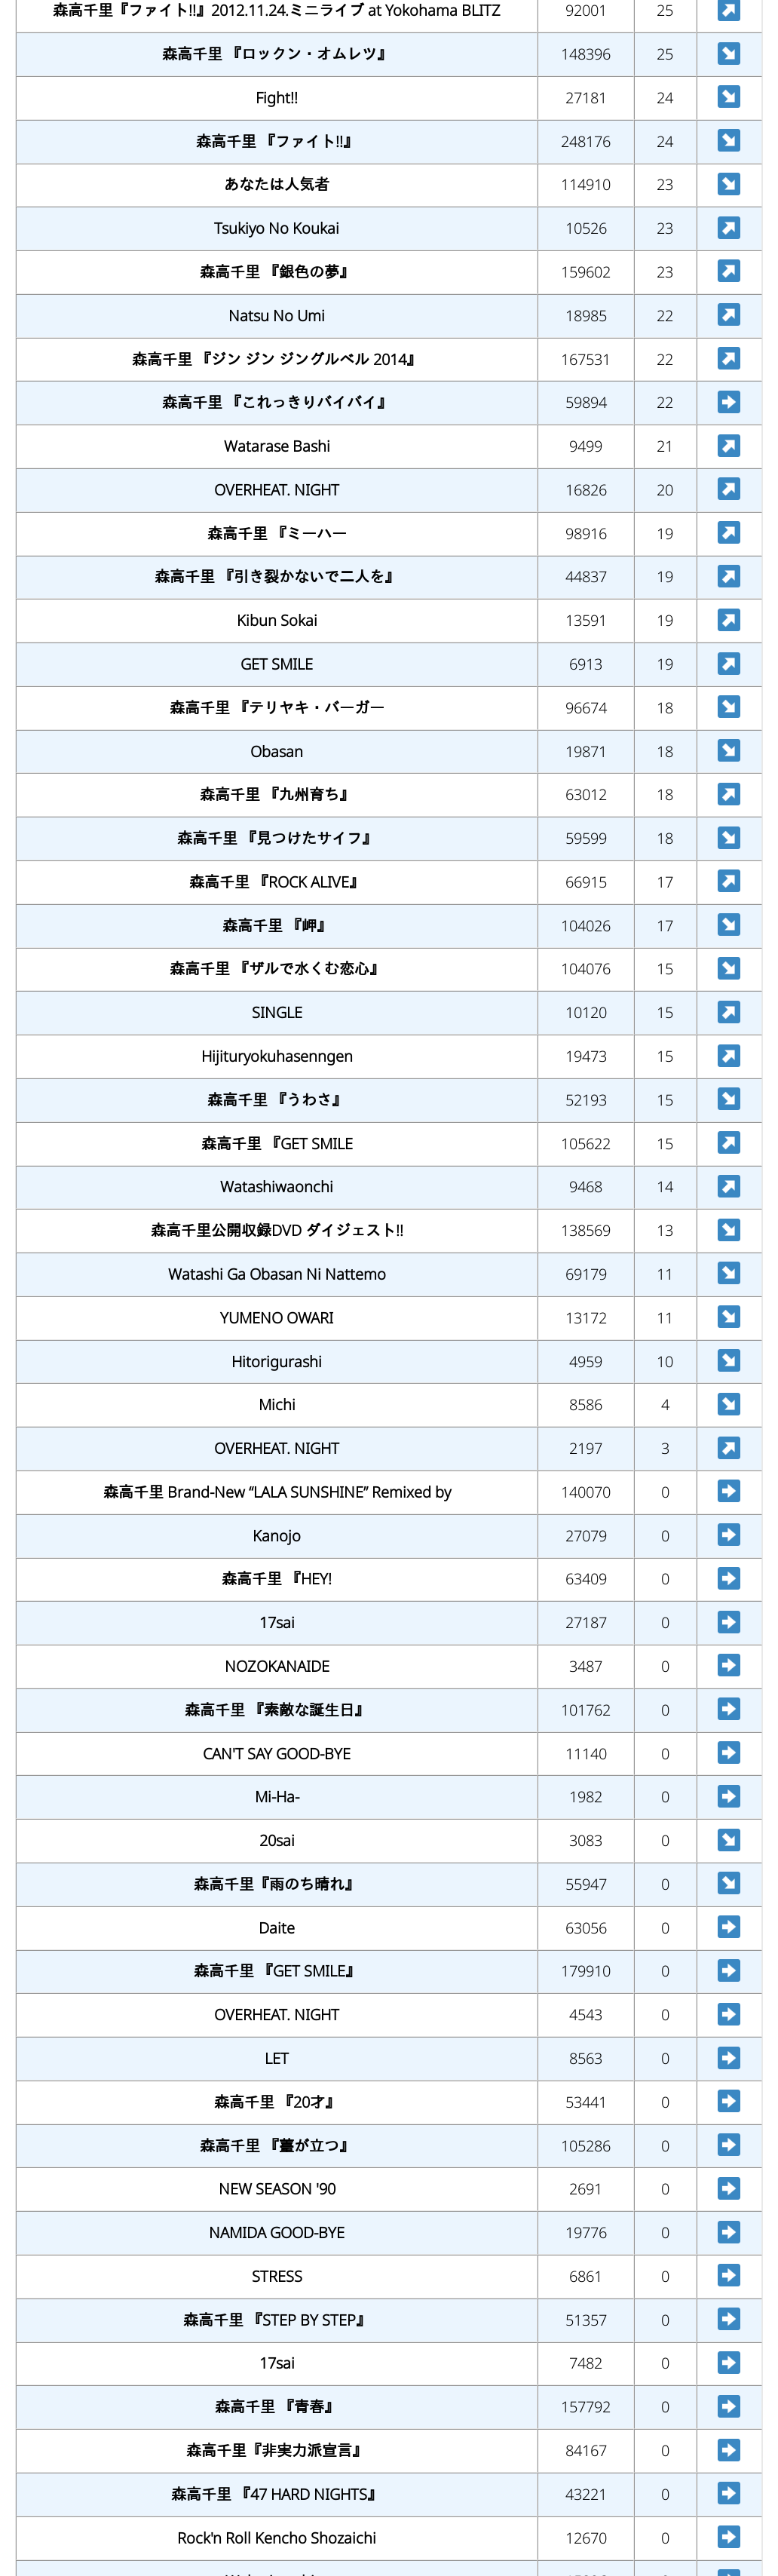 森高千里『ファイト!!』2012.11.24.ミニライブ at Yokohama BLITZ 92001 25
森高千里 『ロックン・オムレツ』 148396 25
Fight!! 27181 24
森高千里 『ファイト!!』 248176 24
あなたは人気者 114910 23
Tsukiyo No Koukai 10526 23
森高千里 『銀色の夢』 159602 23
Natsu No Umi 18985 22
森高千里 『ジン ジン ジングルベル 2014』 167531 22
森高千里 『これっきりバイバイ』 59894 22
Watarase Bashi 9499 21
OVERHEAT. NIGHT 16826 20
森高千里 『ミーハー 98916 19
森高千里 『引き裂かないで二人を』 44837 19
Kibun Sokai 13591 19
GET SMILE 6913 19
森高千里 『テリヤキ・バーガー 96674 18
Obasan 19871 18
森高千里 『九州育ち』 63012 18
森高千里 『見つけたサイフ』 59599 18
森高千里 『ROCK ALIVE』 66915 17
森高千里 『岬』 104026 17
森高千里 『ザルで水くむ恋心』 104076 15
SINGLE 10120 15
Hijituryokuhasenngen 19473 15
森高千里 『うわさ』 52193 15
森高千里 『GET SMILE 105622 15
Watashiwaonchi 9468 14
森高千里公開収録DVD ダイジェスト!! 138569 13
Watashi Ga Obasan Ni Nattemo 69179 11
YUMENO OWARI 13172 11
Hitorigurashi 4959 10
Michi 8586 4
OVERHEAT. NIGHT 2197 3
森高千里 Brand-New “LALA SUNSHINE” Remixed by 140070 0
Kanojo 27079 0
森高千里 『HEY! 63409 0
17sai 27187 0
NOZOKANAIDE 3487 0
森高千里 『素敵な誕生日』 101762 0
CAN'T SAY GOOD-BYE 11140 0
Mi-Ha- 1982 0
20sai 3083 0
森高千里『雨のち晴れ』 55947 0
Daite 63056 0
森高千里 『GET SMILE』 179910 0
OVERHEAT. NIGHT 4543 0
LET 8563 0
森高千里 『20才』 53441 0
森高千里 『薹が立つ』 105286 0
NEW SEASON '90 2691 0
NAMIDA GOOD-BYE 19776 0
STRESS 6861 0
森高千里 『STEP BY STEP』 51357 0
17sai 7482 0
森高千里 『青春』 157792 0
森高千里『非実力派宣言』 84167 0
森高千里 『47 HARD NIGHTS』 43221 0
Rock'n Roll Kencho Shozaichi 12670 0